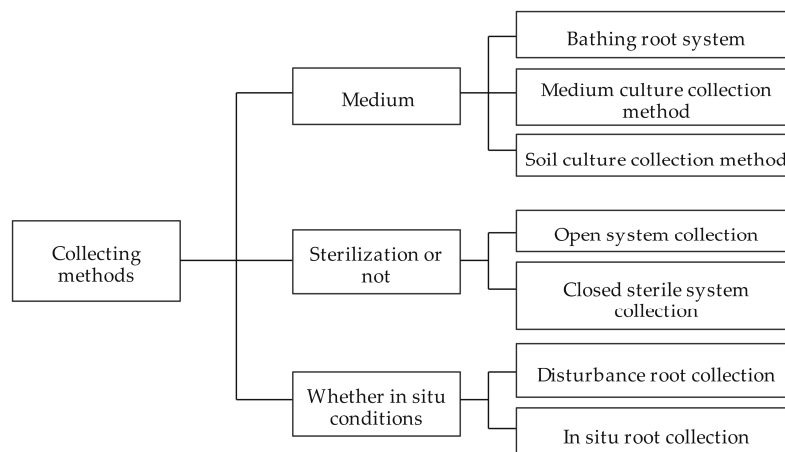 Collecting
methods
Medium
Bathing root system
Medium culture collection
method
Soil culture collection method
Sterilization or
not
Open system collection
Closed sterile system
collection
Whether in situ
conditions
Disturbance root collection
In situ root collection